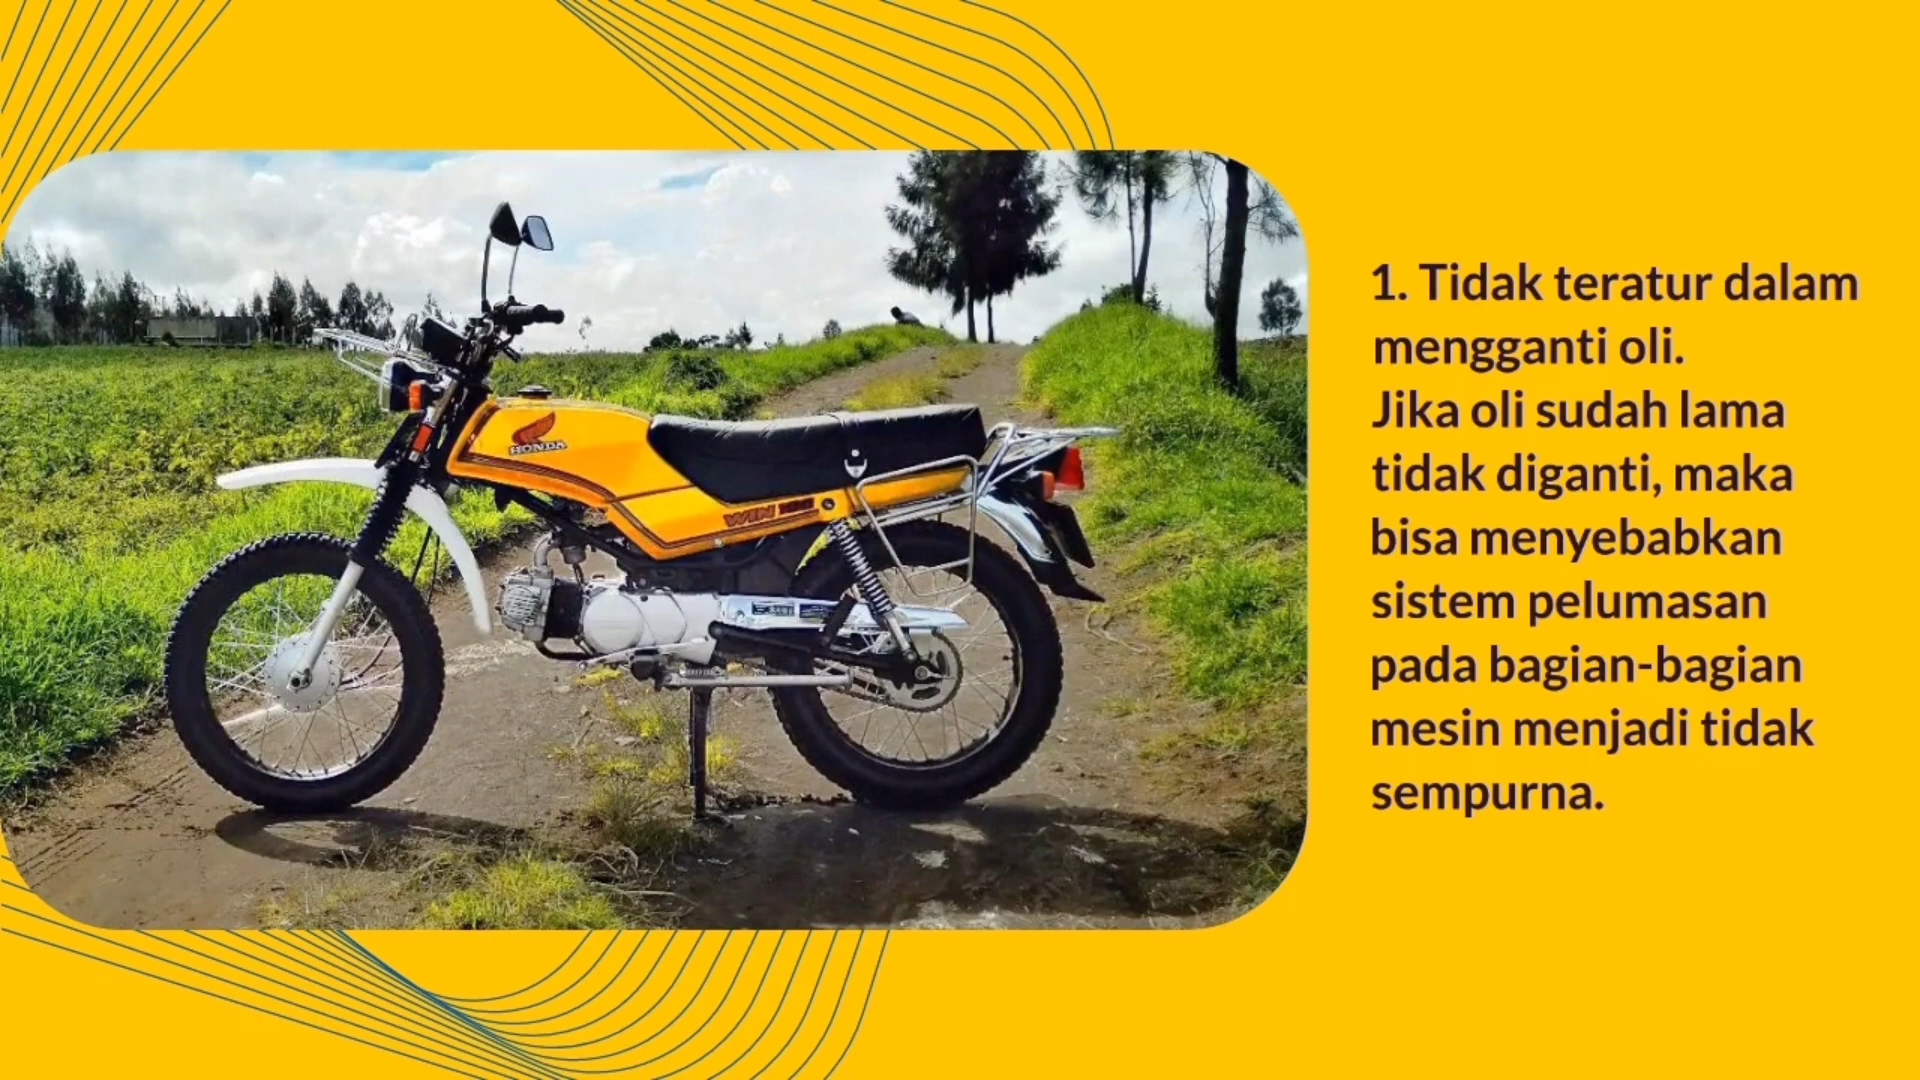 1. Tidak teratur dalam
mengganti oli.
Jika oli sudah lama
tidak diganti, maka
bisa menyebabkan
sistem pelumasan
pada bagian-bagian
mesin menjadi tidak
sempurna.
HONDA
WIN 100